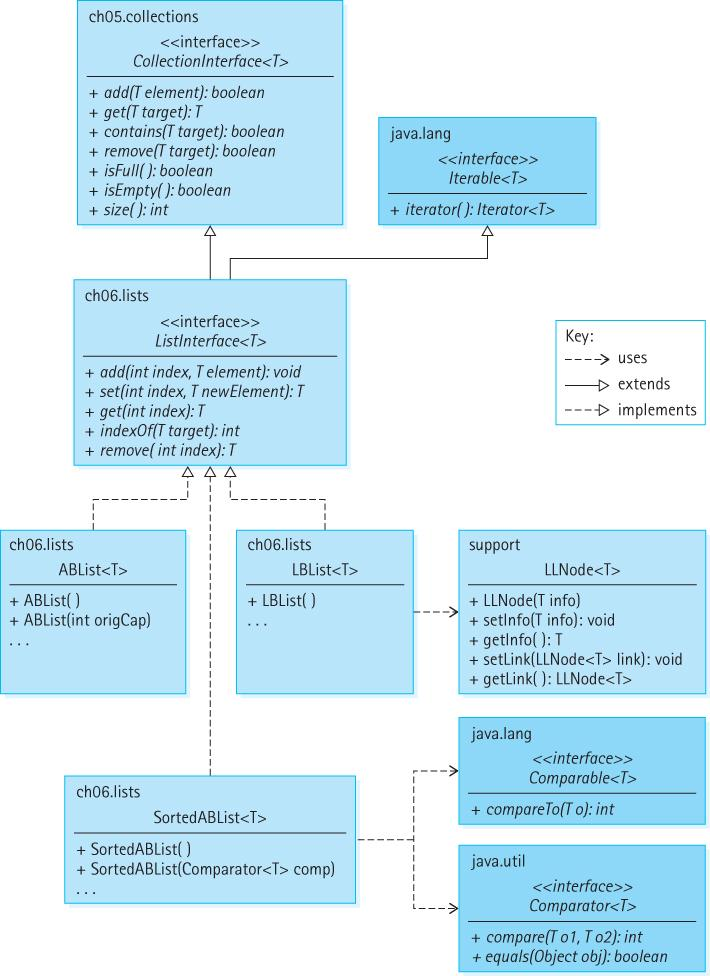 ch05.collections
<<interface>>
CollectionInterface<T>
+ add(T element): boolean
+ get(T target): T
+ contains(T target): boolean
+ remove(T target): boolean
+ isFull( ): boolean
+ isEmpty( ): boolean
+ size( ): int
java.lang
<<interface>>
Iterable<T>
+ iterator( ): Iterator<T>
ch06.lists
<<interface>>
ListInterface<T>
+ add(int index, T element): void
+ set(int index, T newElement): T
+ get(int index): T
+ indexOf(T target): int
+ remove( int index): T
Key:
uses
extends
implements
ch06.lists
ABList<T>
+ ABList( )
+ ABList(int origCap)
. . .
ch06.lists
LBList<T>
+ LBList( )
. . .
support
LLNode<T>
+ LLNode(T info)
+ setInfo(T info): void
+ getInfo( ): T
+ setLink(LLNode<T> link): void
+ getLink( ): LLNode<T>
java.lang
<<interface>>
Comparable<T>
+ compareTo(T o): int
ch06.lists
SortedABList<T>
+ SortedABList( )
+ SortedABList(Comparator<T> comp)
. . .
java.util
<<interface>>
Comparator<T>
+ compare(T o1, T o2): int
+ equals(Object obj): boolean